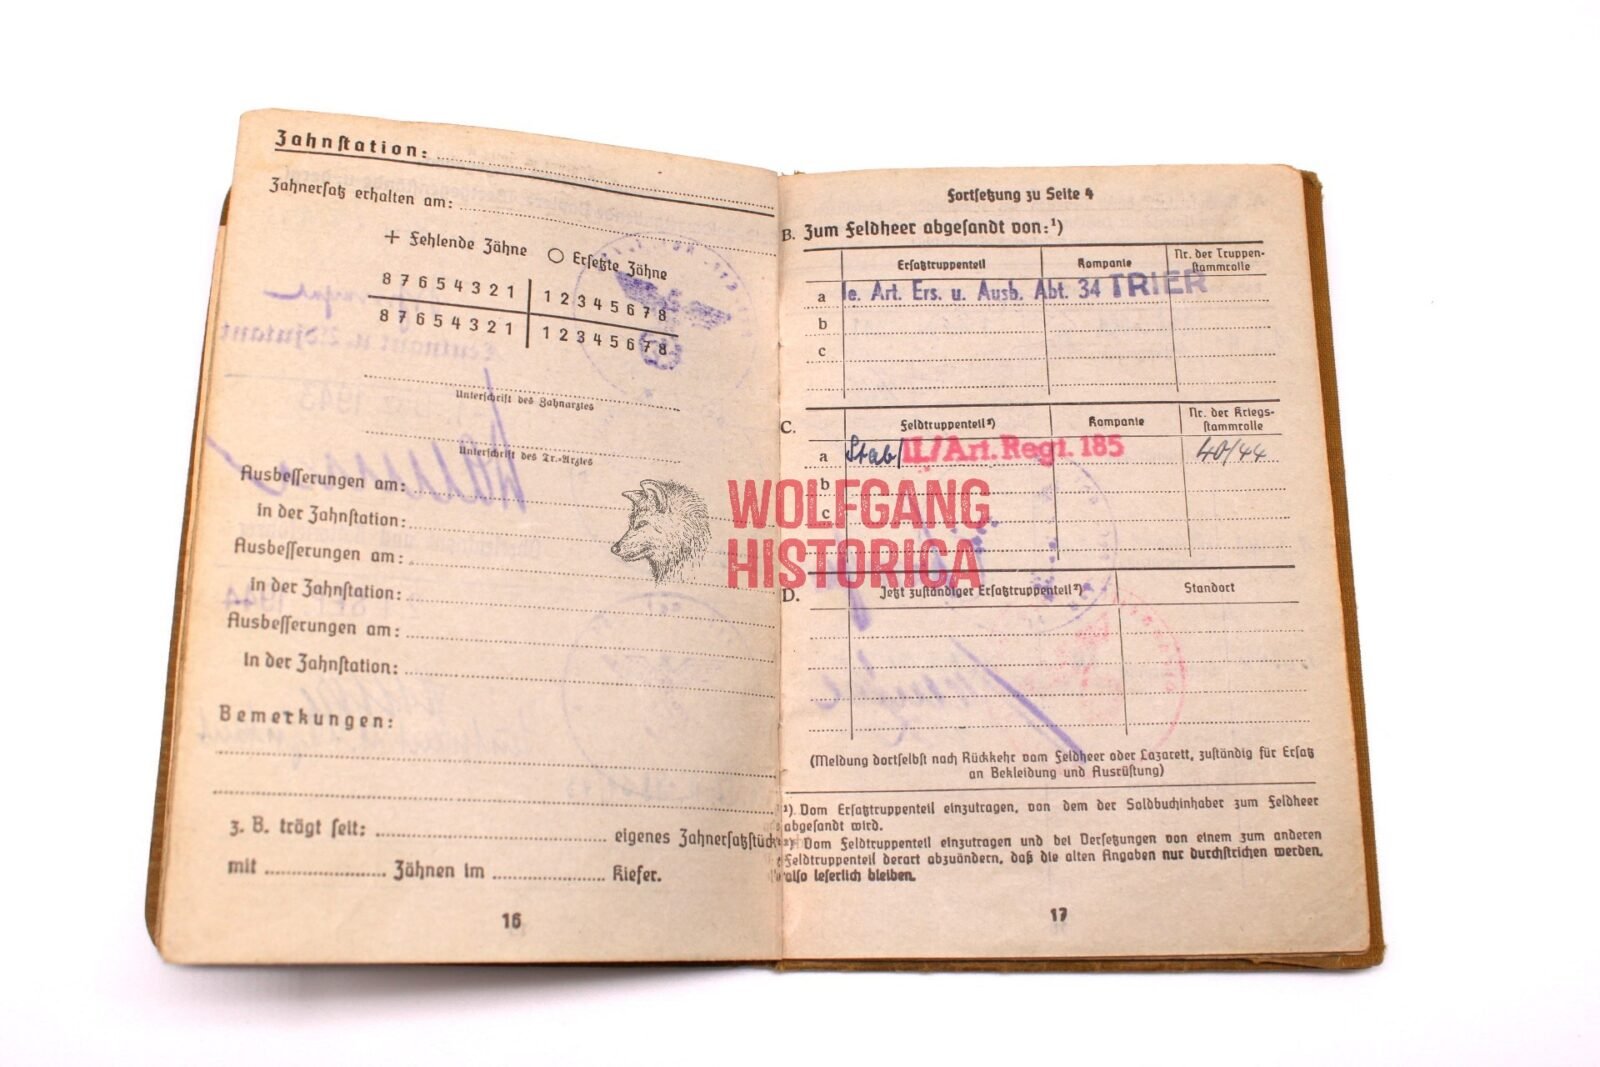 Zahnstation:
Zahnersatz erhalten am:
+ Fehlende Zähne ○ Ersetzte Zähne
8 7 6 5 4 3 2 1 1 2 3 4 5 6 7 8
8 7 6 5 4 3 2 1 1 2 3 4 5 6 7 8
Unterschrift des Zahnarztes
Unterschrift des Tr.-Arztes
Ausbesserungen am:
in der Zahnstation:
Ausbesserungen am:
in der Zahnstation:
Ausbesserungen am:
in der Zahnstation:
Bemerkungen:
z. B. trägt seit: eigenes Zahnersatzstück
mit Zähnen im Kiefer.
16
Fortsetzung zu Seite 4
B. Zum Feldheer abgesandt von:¹)
Ersatztruppenteil Kompanie Nr. der Truppen-
stammrolle
a le. Art. Ers. u. Ausb. Abt. 34 TRIER
b
c
C. Feldtruppenteil²) Kompanie Nr. der Kriegs-
stammrolle
a Stab/II./Art. Regt. 185 40/44
b
c
WOLFGANG
HISTORICA
D. Jetzt zuständiger Ersatztruppenteil²) Standort
(Meldung dortselbst nach Rückkehr vom Feldheer oder Lazarett, zuständig für Ersatz
an Bekleidung und Ausrüstung)
¹) Vom Ersatztruppenteil einzutragen, von dem der Soldbuchinhaber zum Feldheer
abgesandt wird.
²) Vom Feldtruppenteil einzutragen und bei Versetzungen von einem zum anderen
Feldtruppenteil derart abzuändern, daß die alten Angaben nur durchstrichen werden,
also leserlich bleiben.
17